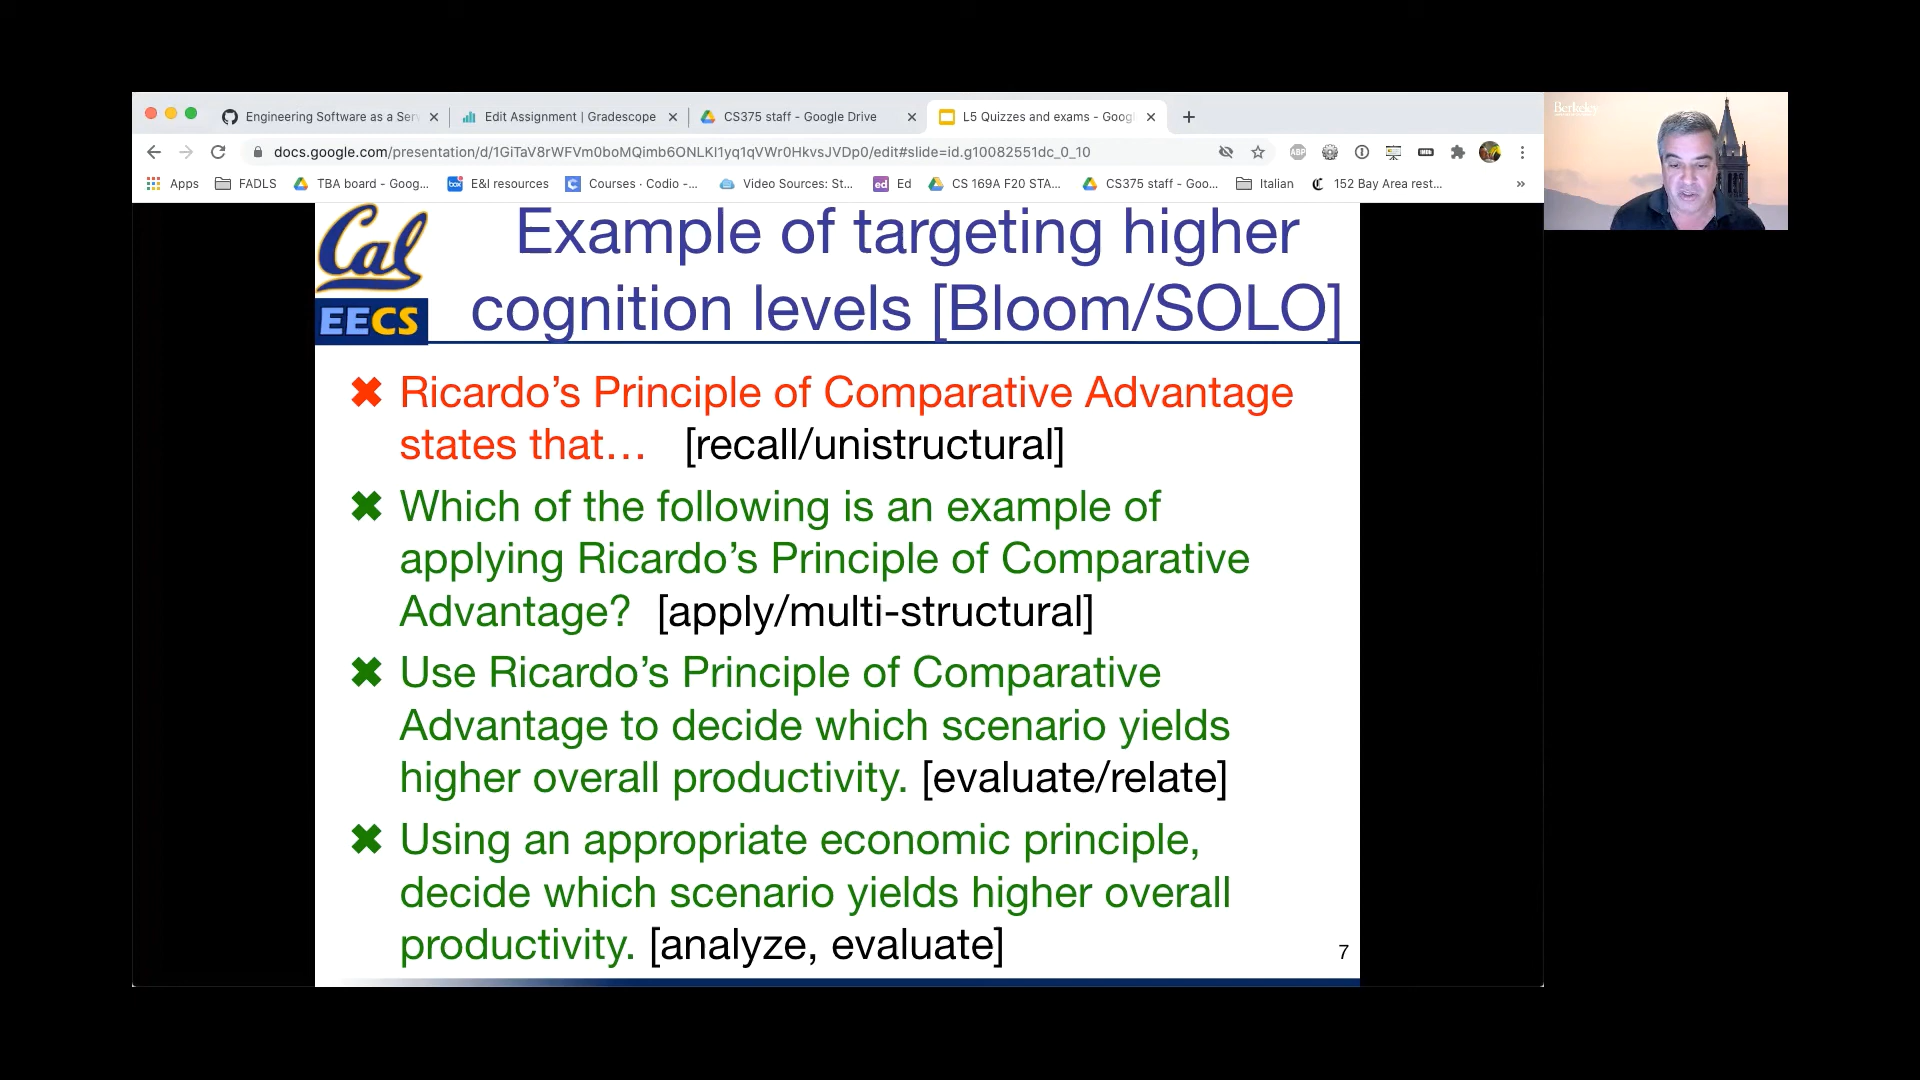 Engineering Software as a Ser
Edit Assignment | Gradescope
CS375 staff - Google Drive
L5 Quizzes and exams - Goog
docs.google.com/presentation/d/1GiTaV8rWFVm0boMQimb6ONLKI1yq1qVWr0HkvsJVDp0/edit#slide=id.g10082551dc_0_10
ABP
Apps
FADLS
TBA board - Goog...
box
E&I resources
Courses · Codio -...
Video Sources: St...
ed
Ed
CS 169A F20 STA...
CS375 staff - Goo...
Italian
152 Bay Area rest...
Berkeley
Cal
EECS
Example of targeting higher
cognition levels [Bloom/SOLO]
✖ Ricardo’s Principle of Comparative Advantage
states that… [recall/unistructural]
✖ Which of the following is an example of
applying Ricardo’s Principle of Comparative
Advantage? [apply/multi-structural]
✖ Use Ricardo’s Principle of Comparative
Advantage to decide which scenario yields
higher overall productivity. [evaluate/relate]
✖ Using an appropriate economic principle,
decide which scenario yields higher overall
productivity. [analyze, evaluate]
7